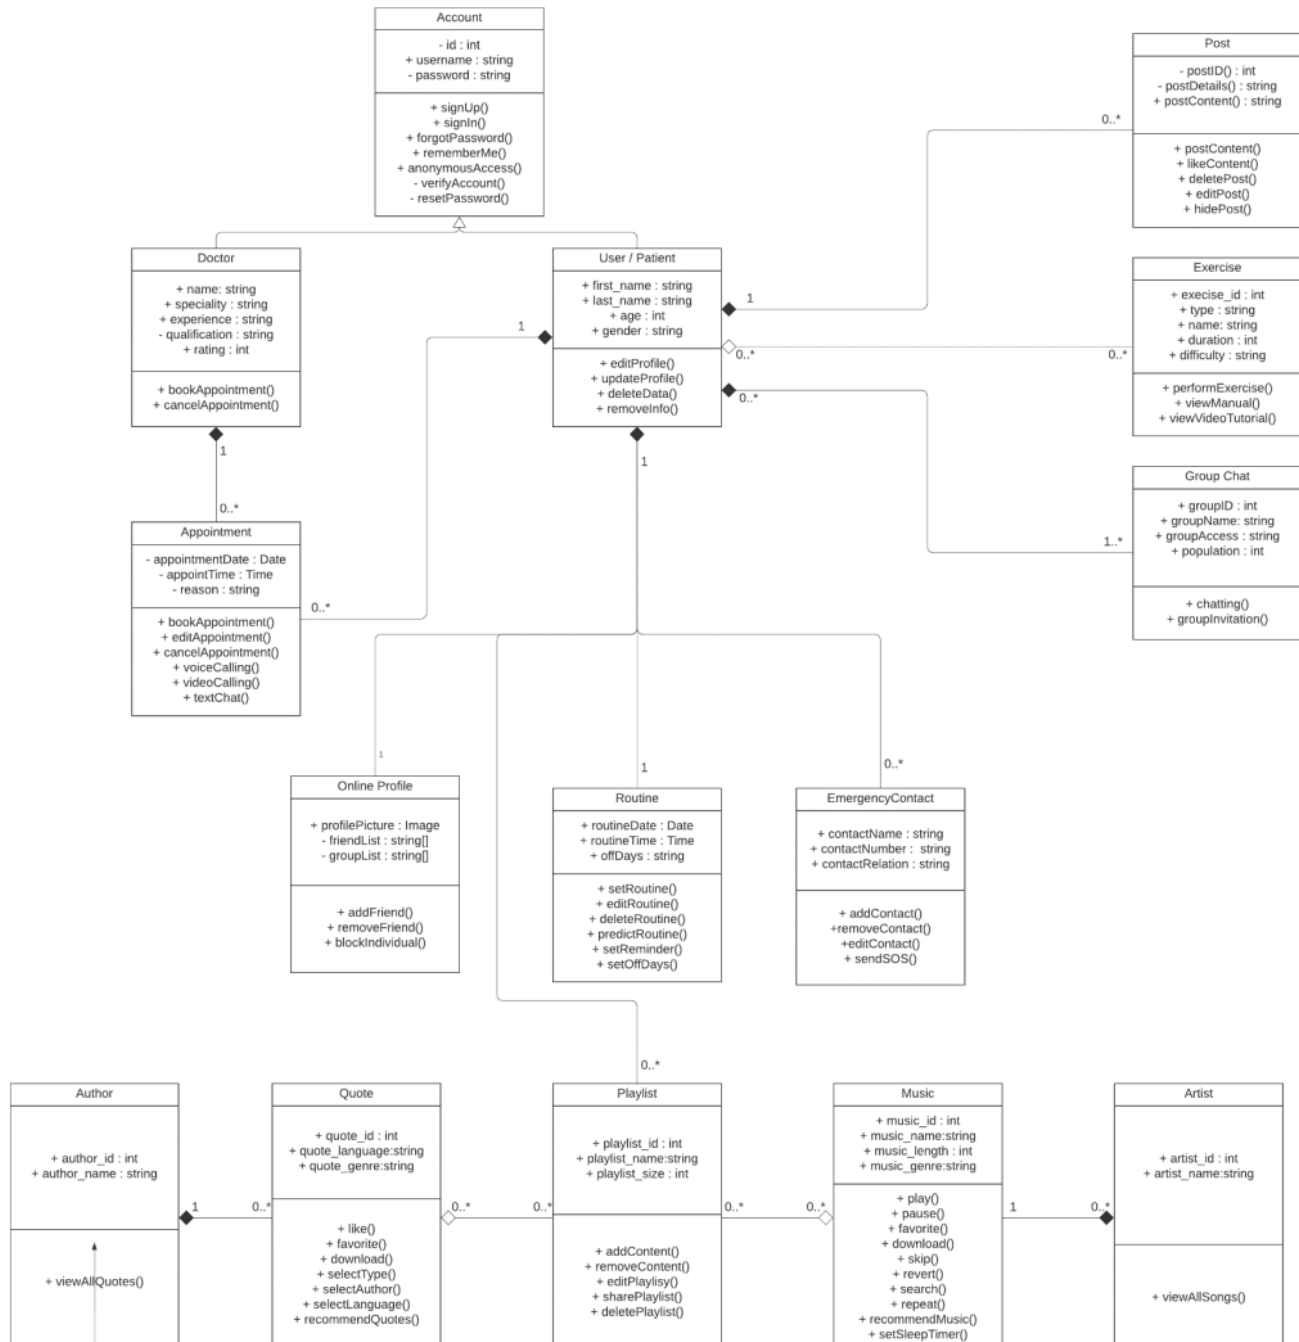 Account
- id : int
+ username : string
- password : string
+ signUp()
+ signIn()
+ forgotPassword()
+ rememberMe()
+ anonymousAccess()
- verifyAccount()
- resetPassword()
Post
- postID() : int
- postDetails() : string
+ postContent() : string
+ postContent()
+ likeContent()
+ deletePost()
+ editPost()
+ hidePost()
0..*
Doctor
+ name: string
+ speciality : string
+ experience : string
- qualification : string
+ rating : int
+ bookAppointment()
+ cancelAppointment()
1
0..*
User / Patient
+ first_name : string
+ last_name : string
+ age : int
+ gender : string
+ editProfile()
+ updateProfile()
+ deleteData()
+ removeInfo()
1
1
0..*
0..*
1
Exercise
+ execise_id : int
+ type : string
+ name: string
+ duration : int
+ difficulty : string
+ performExercise()
+ viewManual()
+ viewVideoTutorial()
0..*
Group Chat
+ groupID : int
+ groupName: string
+ groupAccess : string
+ population : int
+ chatting()
+ groupInvitation()
1..*
Appointment
- appointmentDate : Date
- appointTime : Time
- reason : string
+ bookAppointment()
+ editAppointment()
+ cancelAppointment()
+ voiceCalling()
+ videoCalling()
+ textChat()
0..*
1
Online Profile
+ profilePicture : Image
- friendList : string[]
- groupList : string[]
+ addFriend()
+ removeFriend()
+ blockIndividual()
1
Routine
+ routineDate : Date
+ routineTime : Time
+ offDays : string
+ setRoutine()
+ editRoutine()
+ deleteRoutine()
+ predictRoutine()
+ setReminder()
+ setOffDays()
0..*
EmergencyContact
+ contactName : string
+ contactNumber : string
+ contactRelation : string
+ addContact()
+removeContact()
+editContact()
+ sendSOS()
0..*
Author
+ author_id : int
+ author_name : string
+ viewAllQuotes()
1
0..*
Quote
+ quote_id : int
+ quote_language:string
+ quote_genre:string
+ like()
+ favorite()
+ download()
+ selectType()
+ selectAuthor()
+ selectLanguage()
+ recommendQuotes()
0..*
0..*
Playlist
+ playlist_id : int
+ playlist_name:string
+ playlist_size : int
+ addContent()
+ removeContent()
+ editPlaylisy()
+ sharePlaylist()
+ deletePlaylist()
0..*
0..*
Music
+ music_id : int
+ music_name:string
+ music_length : int
+ music_genre:string
+ play()
+ pause()
+ favorite()
+ download()
+ skip()
+ revert()
+ search()
+ repeat()
+ recommendMusic()
+ setSleepTimer()
1
0..*
Artist
+ artist_id : int
+ artist_name:string
+ viewAllSongs()